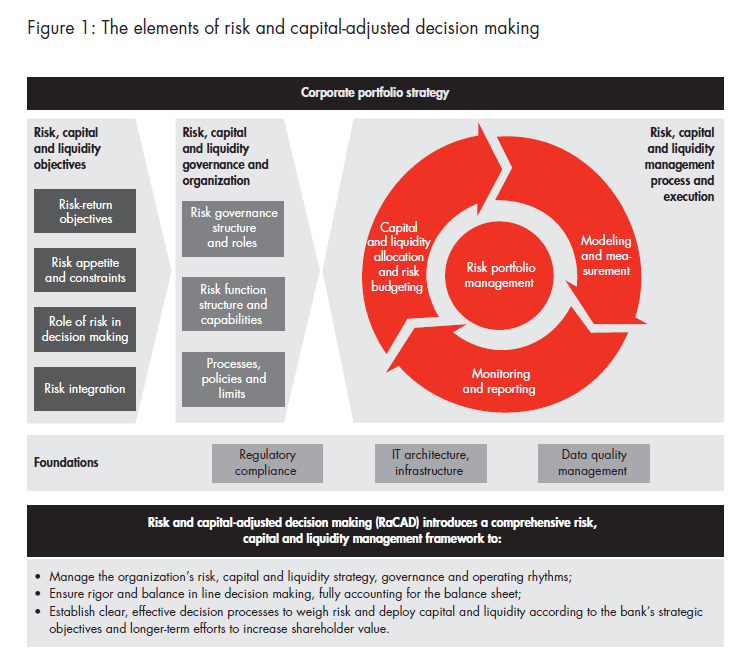 Figure 1: The elements of risk and capital-adjusted decision making
Corporate portfolio strategy
Risk, capital
and liquidity
objectives
Risk-return
objectives
Risk appetite
and constraints
Role of risk in
decision making
Risk integration
Risk, capital
and liquidity
governance and
organization
Risk governance
structure
and roles
Risk function
structure and
capabilities
Processes,
policies and
limits
Risk, capital
and liquidity
management
process and
execution
Capital
and liquidity
allocation
and risk
budgeting
Risk portfolio
management
Modeling
and mea-
surement
Monitoring
and reporting
Foundations
Regulatory
compliance
IT architecture,
infrastructure
Data quality
management
Risk and capital-adjusted decision making (RaCAD) introduces a comprehensive risk,
capital and liquidity management framework to:
• Manage the organization’s risk, capital and liquidity strategy, governance and operating rhythms;
• Ensure rigor and balance in line decision making, fully accounting for the balance sheet;
• Establish clear, effective decision processes to weigh risk and deploy capital and liquidity according to the bank’s strategic
objectives and longer-term efforts to increase shareholder value.